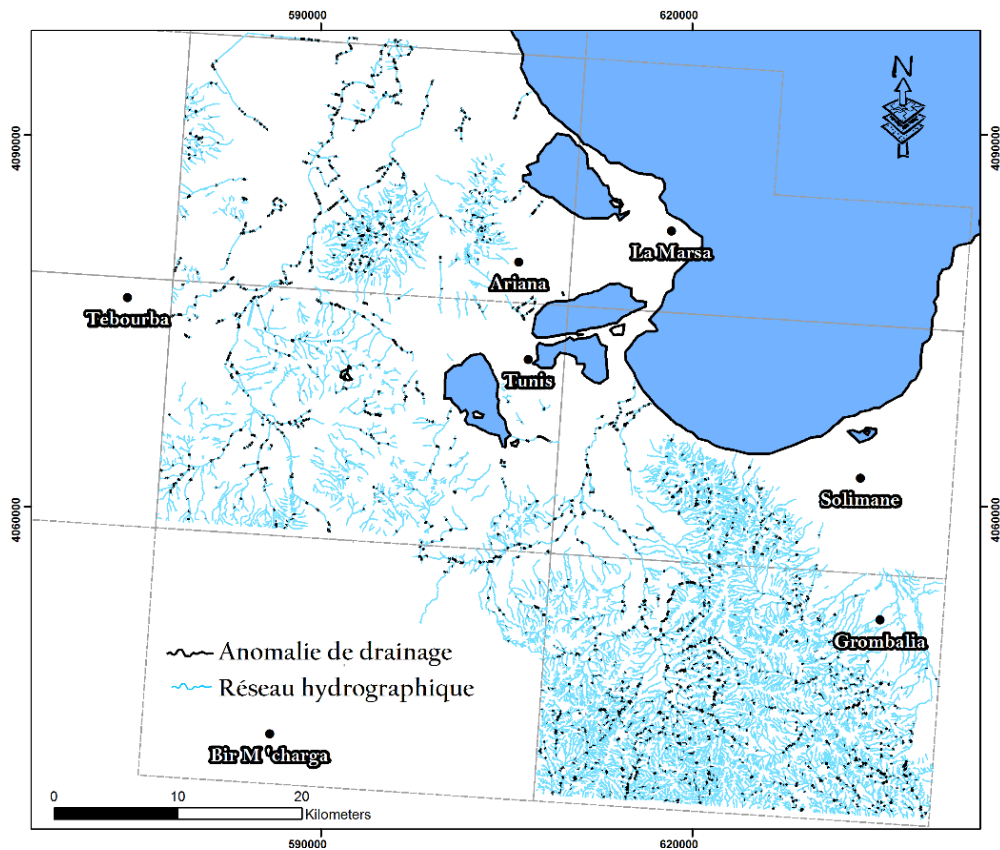 590000 620000
N
4090000 4090000
La Marsa
Ariana
Tebourba
Tunis
Solimane
4060000 4060000
Grombalia
Anomalie de drainage
Réseau hydrographique
Bir M 'charga
0 10 20
Kilometers
590000 620000